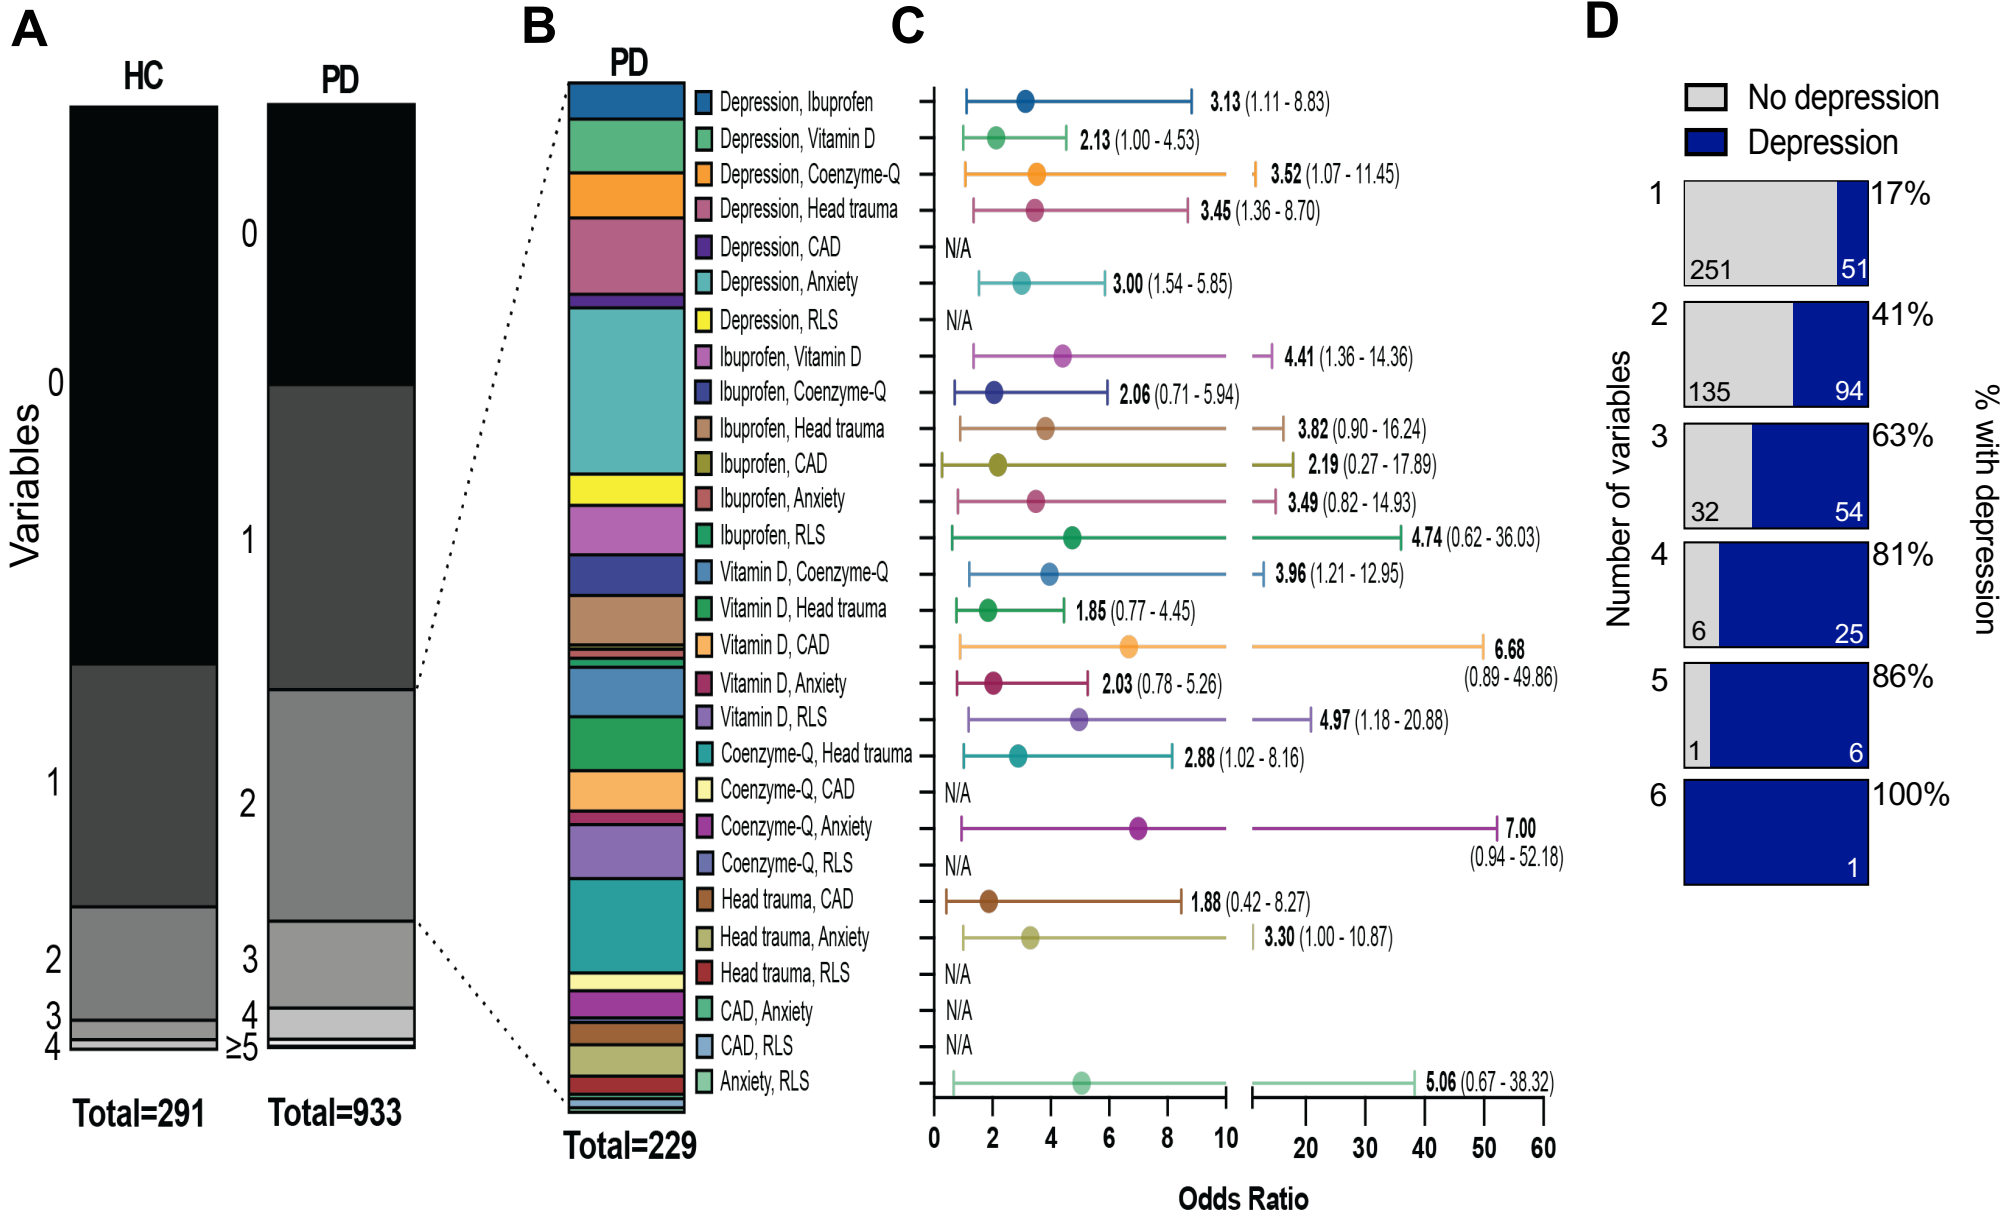 A
HC
PD
Variables
0
1
2
3
4
0
1
2
3
4
≥5
Total=291
Total=933
B
PD
Depression, Ibuprofen
Depression, Vitamin D
Depression, Coenzyme-Q
Depression, Head trauma
Depression, CAD
Depression, Anxiety
Depression, RLS
Ibuprofen, Vitamin D
Ibuprofen, Coenzyme-Q
Ibuprofen, Head trauma
Ibuprofen, CAD
Ibuprofen, Anxiety
Ibuprofen, RLS
Vitamin D, Coenzyme-Q
Vitamin D, Head trauma
Vitamin D, CAD
Vitamin D, Anxiety
Vitamin D, RLS
Coenzyme-Q, Head trauma
Coenzyme-Q, CAD
Coenzyme-Q, Anxiety
Coenzyme-Q, RLS
Head trauma, CAD
Head trauma, Anxiety
Head trauma, RLS
CAD, Anxiety
CAD, RLS
Anxiety, RLS
Total=229
C
3.13 (1.11 - 8.83)
2.13 (1.00 - 4.53)
3.52 (1.07 - 11.45)
3.45 (1.36 - 8.70)
N/A
3.00 (1.54 - 5.85)
N/A
4.41 (1.36 - 14.36)
2.06 (0.71 - 5.94)
3.82 (0.90 - 16.24)
2.19 (0.27 - 17.89)
3.49 (0.82 - 14.93)
4.74 (0.62 - 36.03)
3.96 (1.21 - 12.95)
1.85 (0.77 - 4.45)
6.68
(0.89 - 49.86)
2.03 (0.78 - 5.26)
4.97 (1.18 - 20.88)
2.88 (1.02 - 8.16)
N/A
7.00
(0.94 - 52.18)
N/A
1.88 (0.42 - 8.27)
3.30 (1.00 - 10.87)
N/A
N/A
N/A
5.06 (0.67 - 38.32)
0 2 4 6 8 10 20 30 40 50 60
Odds Ratio
D
No depression
Depression
Number of variables
1 251 51 17%
2 135 94 41%
3 32 54 63%
4 6 25 81%
5 1 6 86%
6 1 100%
% with depression